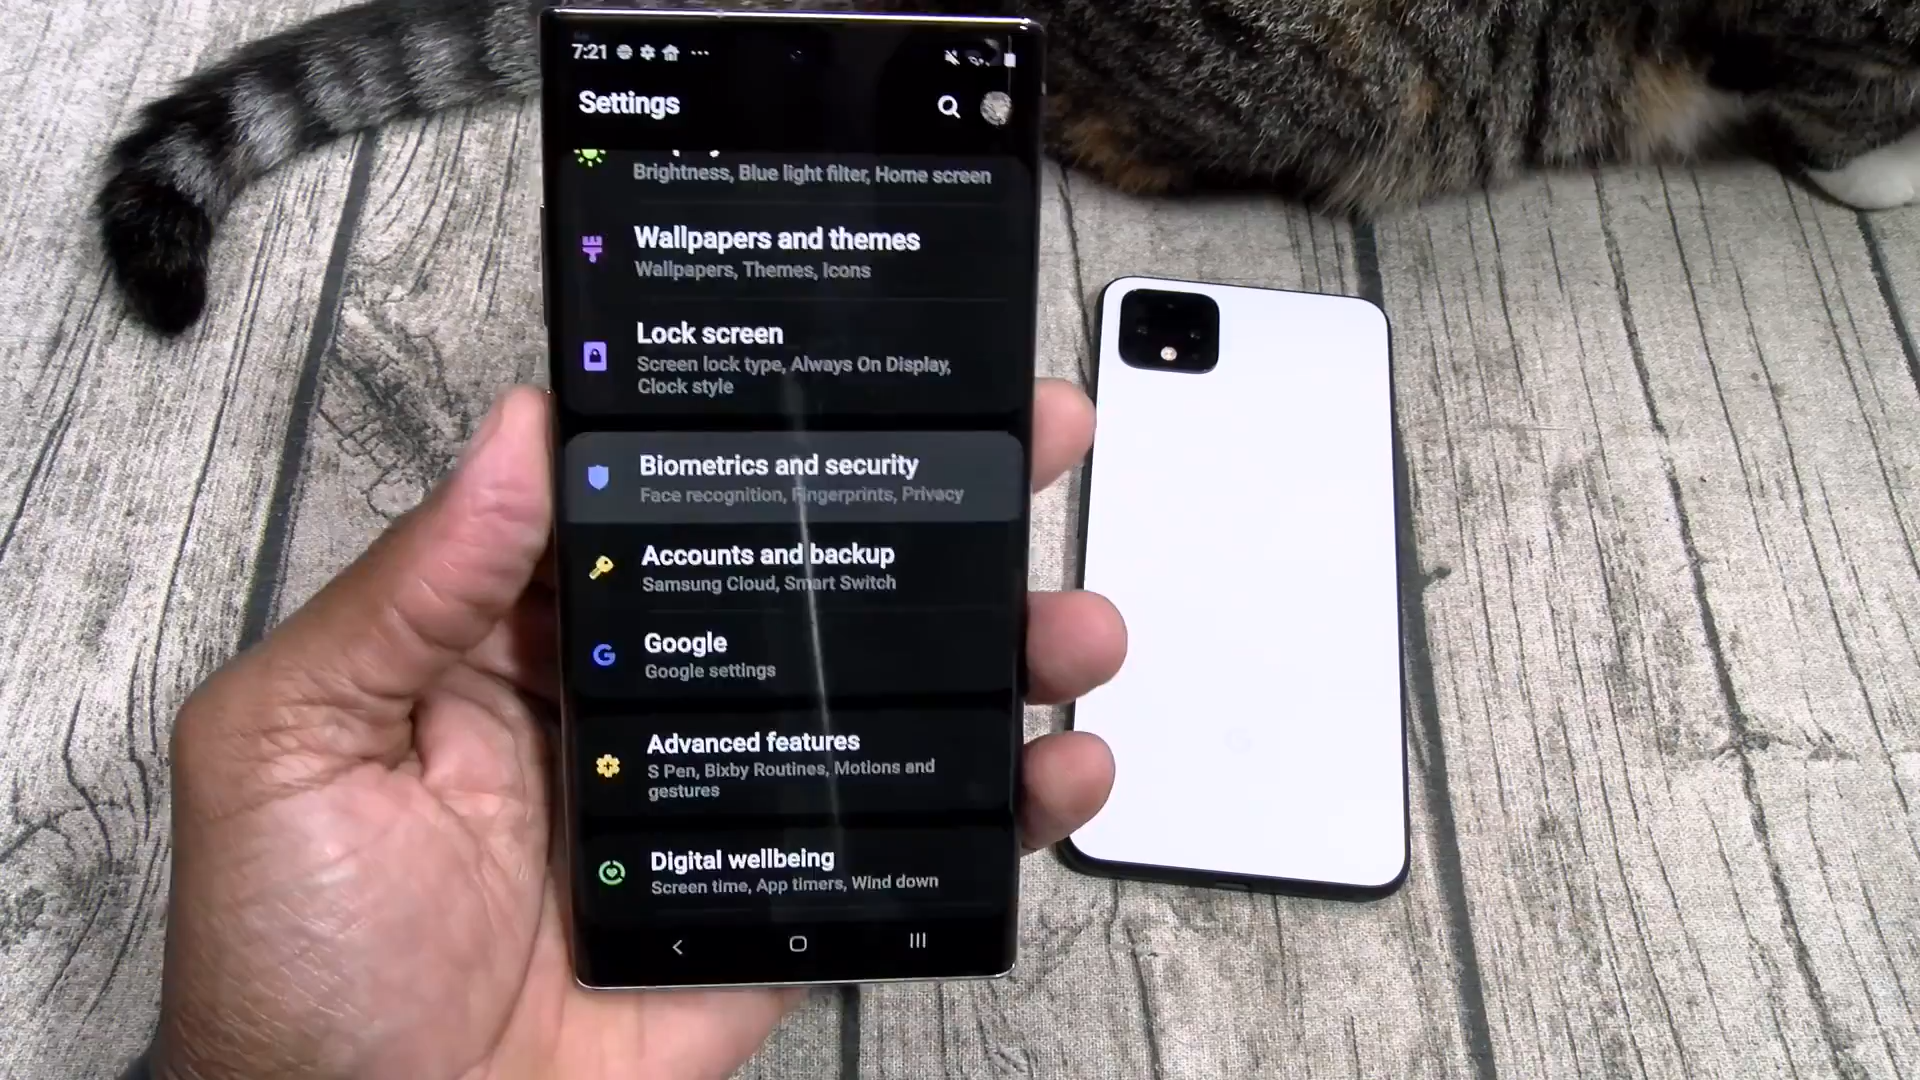 7:21
Settings
Brightness, Blue light filter, Home screen
Wallpapers and themes
Wallpapers, Themes, Icons
Lock screen
Screen lock type, Always On Display,
Clock style
Biometrics and security
Face recognition, Fingerprints, Privacy
Accounts and backup
Samsung Cloud, Smart Switch
Google
Google settings
Advanced features
S Pen, Bixby Routines, Motions and
gestures
Digital wellbeing
Screen time, App timers, Wind down